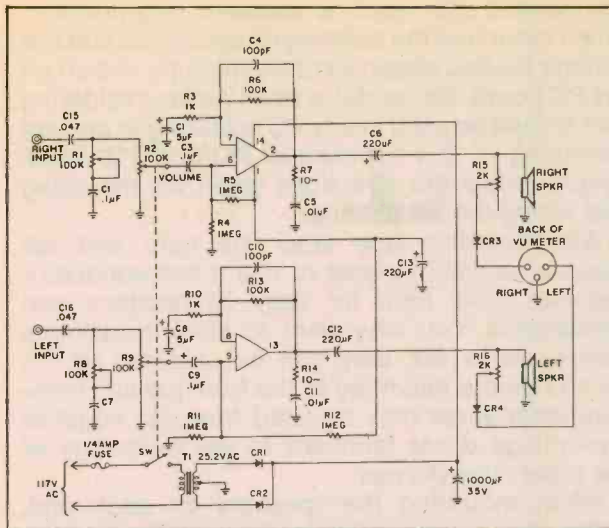 C4
100pF
R3
1K
R6
100K
C15
.047
C1
5µF
C6
220µF
RIGHT
INPUT
R1
100K
R2
100K
C3
.1µF
VOLUME
7
6
14
2
1
R7
10~
R15
2K
RIGHT
SPKR
C1
.1µF
R5
1MEG
C5
.01µF
R4
1MEG
CR3
BACK OF
VU METER
C10
100pF
C13
220µF
R10
1K
R13
100K
RIGHT
LEFT
C16
.047
C8
5µF
C12
220µF
LEFT
INPUT
R8
100K
R9
100K
8
9
13
R14
10~
R16
2K
LEFT
SPKR
C9
.1µF
C11
.01µF
C7
R11
1MEG
R12
1MEG
CR4
1/4AMP
FUSE
SW
T1 25.2VAC
CR1
117V
AC
CR2
1000µF
35V